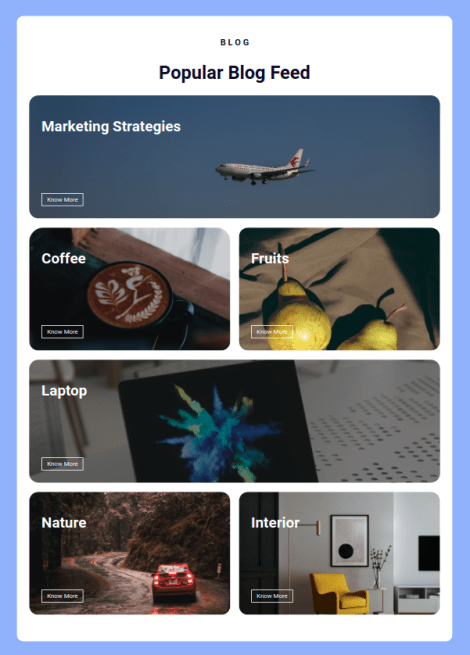 BLOG
Popular Blog Feed
Marketing Strategies
Know More
Coffee
Know More
Fruits
Know More
Laptop
Know More
Nature
Know More
Interior
Know More